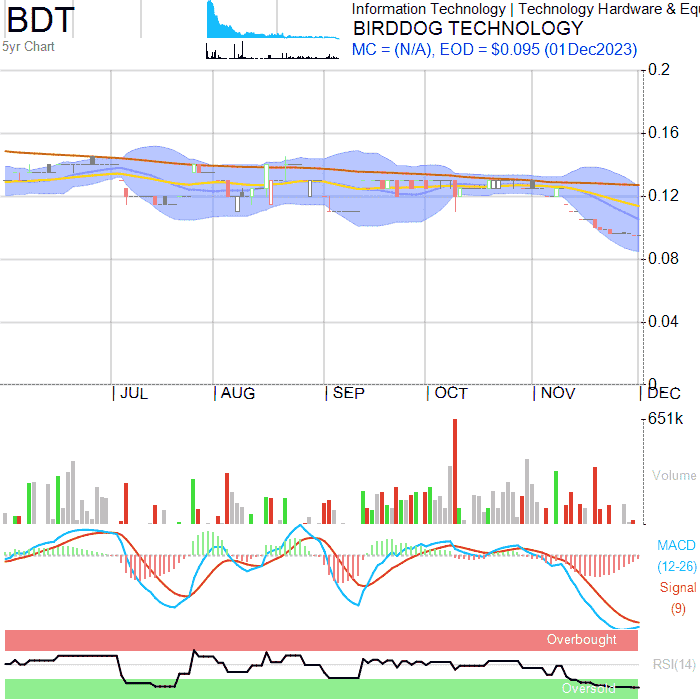 BDT
5yr Chart
Information Technology | Technology Hardware & Equ
BIRDDOG TECHNOLOGY
MC = (N/A), EOD = $0.095 (01Dec2023)
0.2
0.16
0.12
0.08
0.04
0
JUL AUG SEP OCT NOV DEC
651k
Volume
MACD
(12-26)
Signal
(9)
Overbought
RSI(14)
Oversold